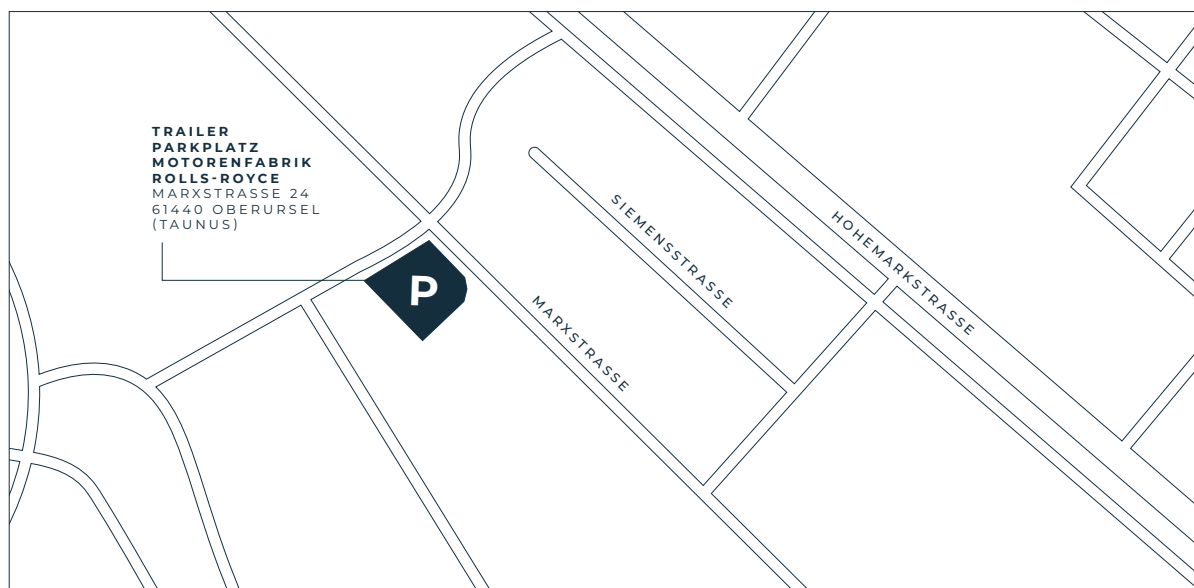 TRAILER
PARKPLATZ
MOTORENFABRIK
ROLLS-ROYCE
MARXSTRASSE 24
61440 OBERURSEL
(TAUNUS)
P
SIEMENSSTRASSE
HOHEMARKSTRASSE
MARXSTRASSE